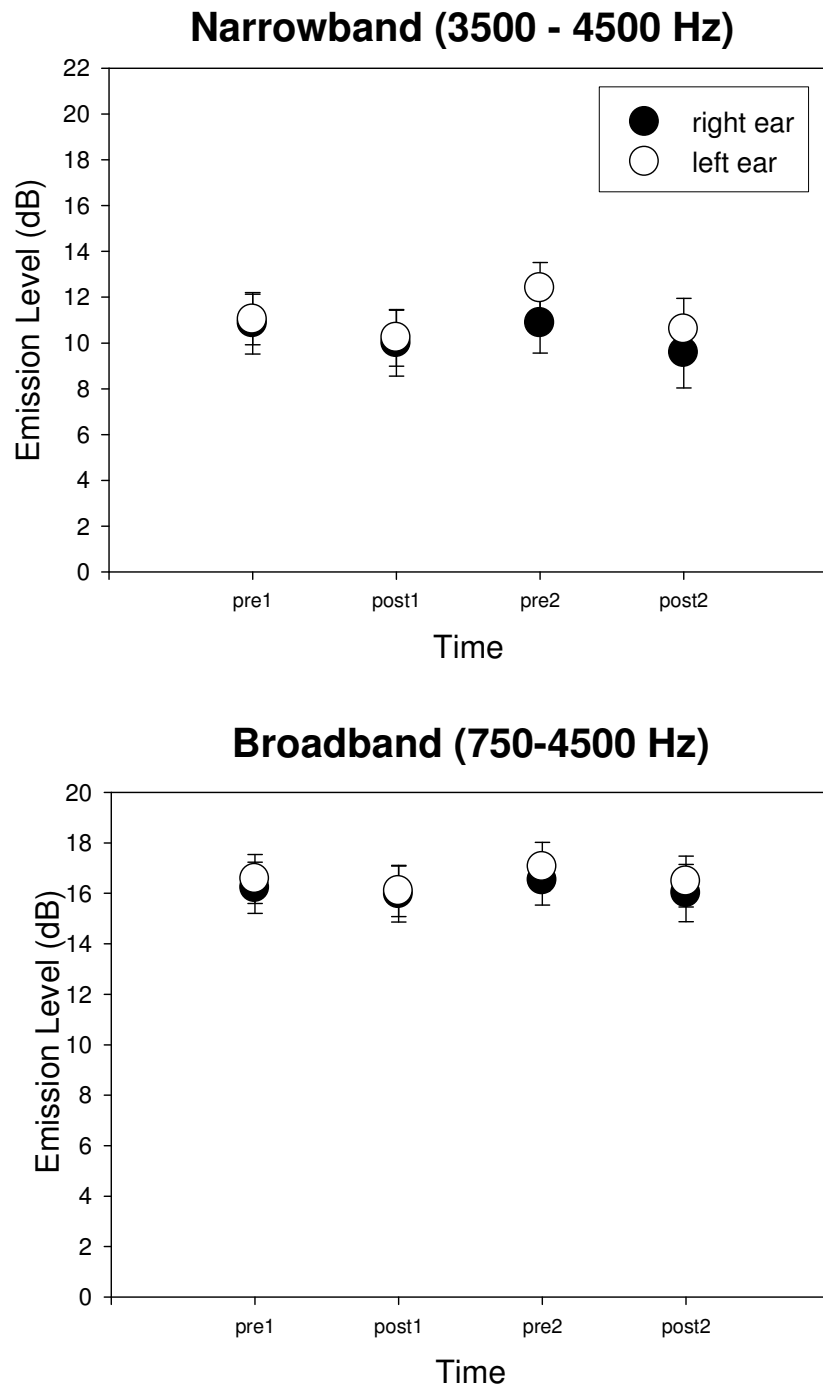 Narrowband (3500 - 4500 Hz)
22
20
18
16
14
12
10
8
6
4
2
0
Emission Level (dB)
right ear
left ear
pre1 post1 pre2 post2
Time
Broadband (750-4500 Hz)
20
18
16
14
12
10
8
6
4
2
0
Emission Level (dB)
pre1 post1 pre2 post2
Time